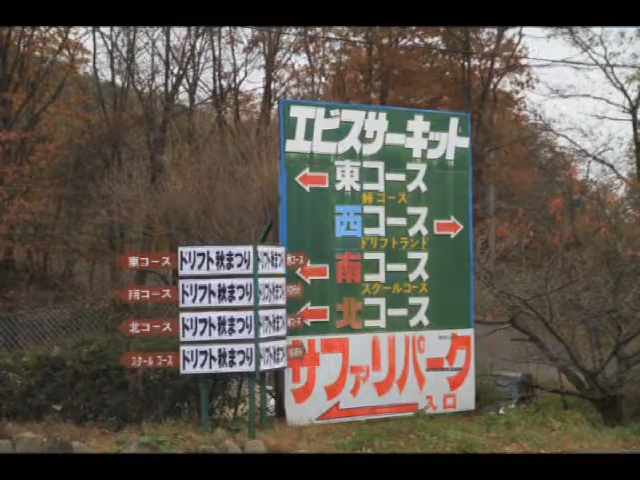 エビスサーキット
東コース
峠コース
西コース
ドリフトランド
南コース
スクールコース
北コース
サファリパーク
入口
東コース ドリフト秋まつり
南コース ドリフト秋まつり
北コース ドリフト秋まつり
スクールコース ドリフト秋まつり